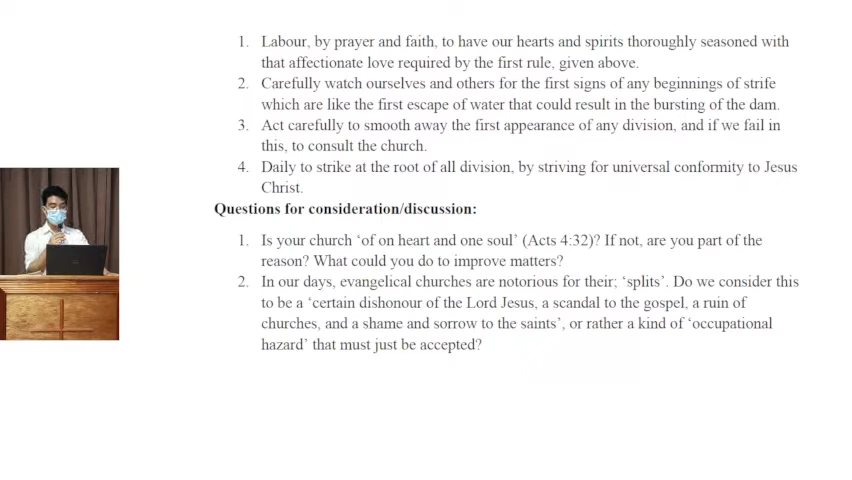 1. Labour, by prayer and faith, to have our hearts and spirits thoroughly seasoned with
that affectionate love required by the first rule, given above.
2. Carefully watch ourselves and others for the first signs of any beginnings of strife
which are like the first escape of water that could result in the bursting of the dam.
3. Act carefully to smooth away the first appearance of any division, and if we fail in
this, to consult the church.
4. Daily to strike at the root of all division, by striving for universal conformity to Jesus
Christ.
Questions for consideration/discussion:
1. Is your church ‘of on heart and one soul’ (Acts 4:32)? If not, are you part of the
reason? What could you do to improve matters?
2. In our days, evangelical churches are notorious for their; ‘splits’. Do we consider this
to be a ‘certain dishonour of the Lord Jesus, a scandal to the gospel, a ruin of
churches, and a shame and sorrow to the saints’, or rather a kind of ‘occupational
hazard’ that must just be accepted?